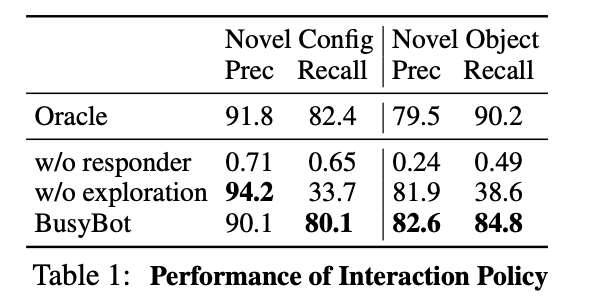 Novel Config Novel Object
Prec Recall Prec Recall
Oracle 91.8 82.4 79.5 90.2
w/o responder 0.71 0.65 0.24 0.49
w/o exploration 94.2 33.7 81.9 38.6
BusyBot 90.1 80.1 82.6 84.8
Table 1: Performance of Interaction Policy